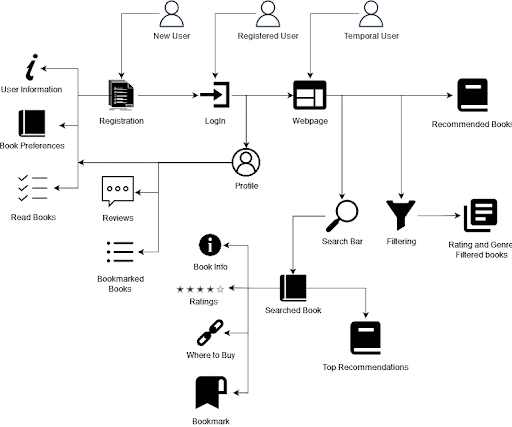 New User
Registered User
Temporal User
User Information
Registration
LogIn
Webpage
Recommended Books
Book Preferences
Profile
Read Books
Reviews
Search Bar
Filtering
Rating and Genre
Filtered books
Bookmarked
Books
Book Info
Ratings
Searched Book
Where to Buy
Top Recommendations
Bookmark